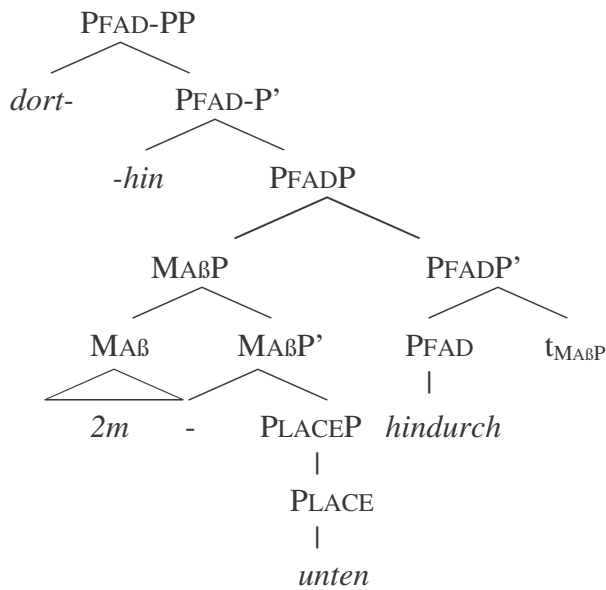 PFAD-PP
dort- PFAD-P’
-hin PFADP
MAßP PFADP’
MAß MAßP’ PFAD tMAßP
2m - PLACEP hindurch
PLACE
unten